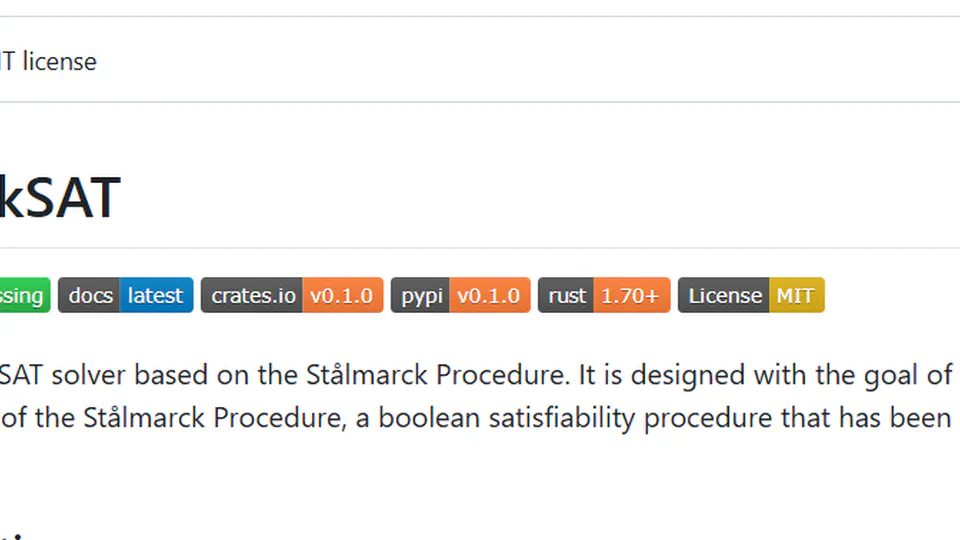 IT license
kSAT
ssing docs latest crates.io v0.1.0 pypi v0.1.0 rust 1.70+ License MIT
SAT solver based on the Stålmarck Procedure. It is designed with the goal of
of the Stålmarck Procedure, a boolean satisfiability procedure that has been